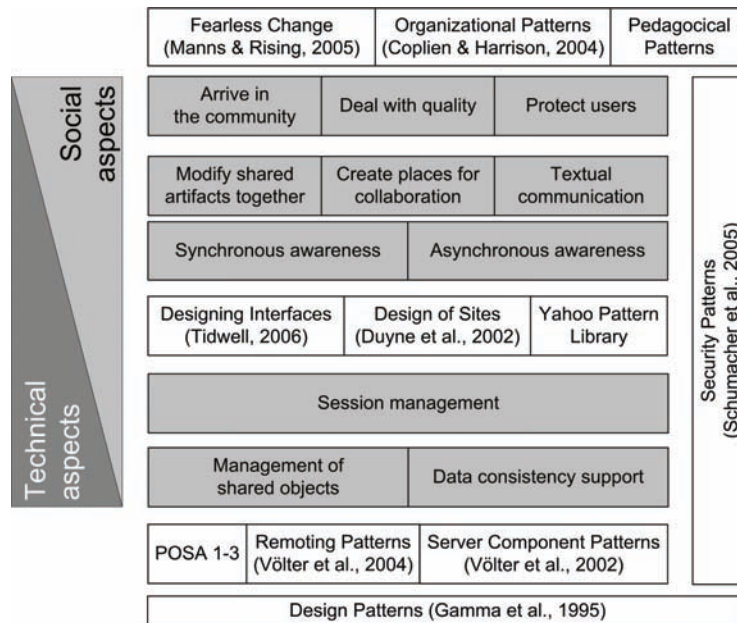 Fearless Change
(Manns & Rising, 2005)
Organizational Patterns
(Coplien & Harrison, 2004)
Pedagocical
Patterns
Social
aspects
Technical
aspects
Arrive in
the community
Deal with quality
Protect users
Modify shared
artifacts together
Create places for
collaboration
Textual
communication
Synchronous awareness
Asynchronous awareness
Designing Interfaces
(Tidwell, 2006)
Design of Sites
(Duyne et al., 2002)
Yahoo Pattern
Library
Session management
Management of
shared objects
Data consistency support
POSA 1-3
Remoting Patterns
(Völter et al., 2004)
Server Component Patterns
(Völter et al., 2002)
Security Patterns
(Schumacher et al., 2005)
Design Patterns (Gamma et al., 1995)